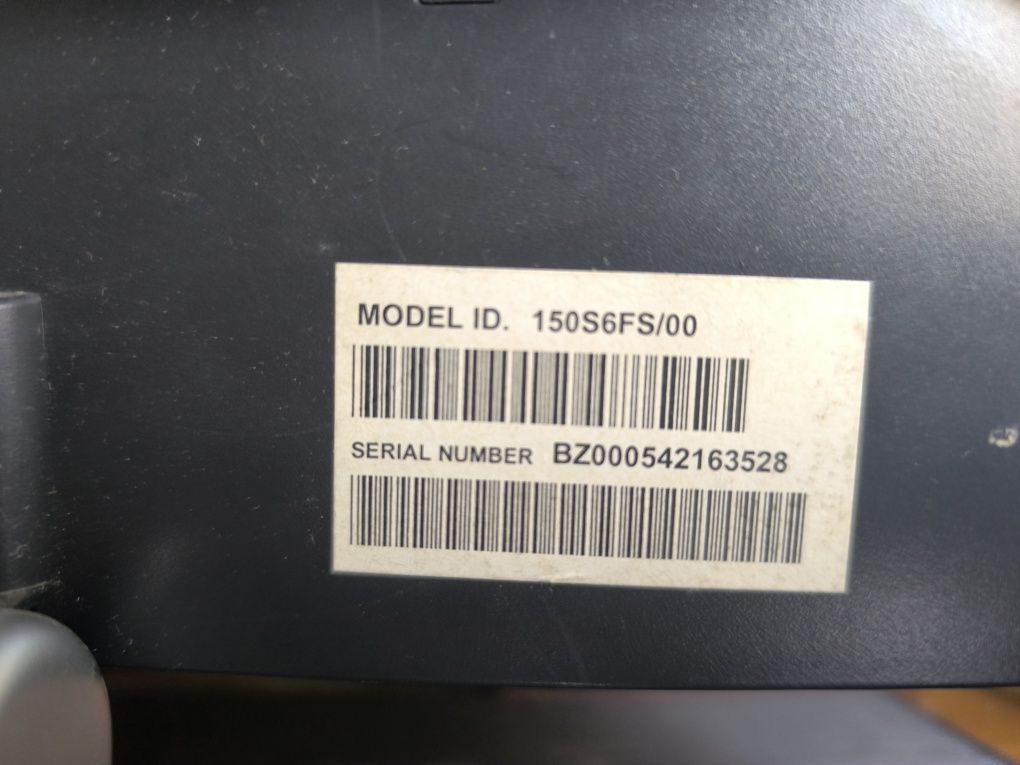 MODEL ID. 150S6FS/00
SERIAL NUMBER BZ000542163528